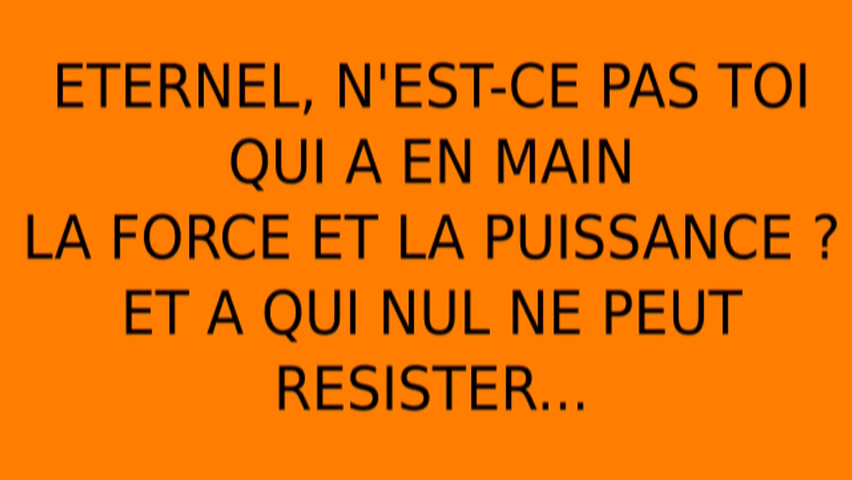 ETERNEL, N'EST-CE PAS TOI
QUI A EN MAIN
LA FORCE ET LA PUISSANCE ?
ET A QUI NUL NE PEUT
RESISTER...